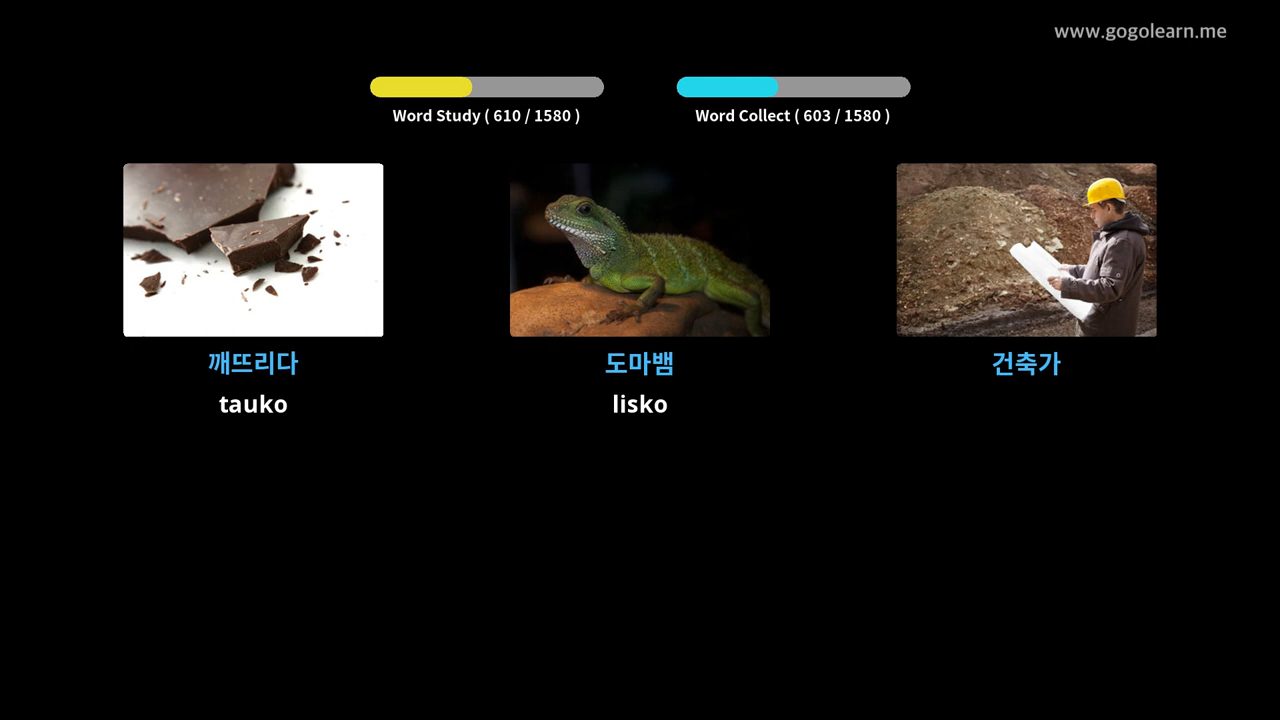 www.gogolearn.me
Word Study ( 610 / 1580 )
Word Collect ( 603 / 1580 )
깨뜨리다
tauko
도마뱀
lisko
건축가